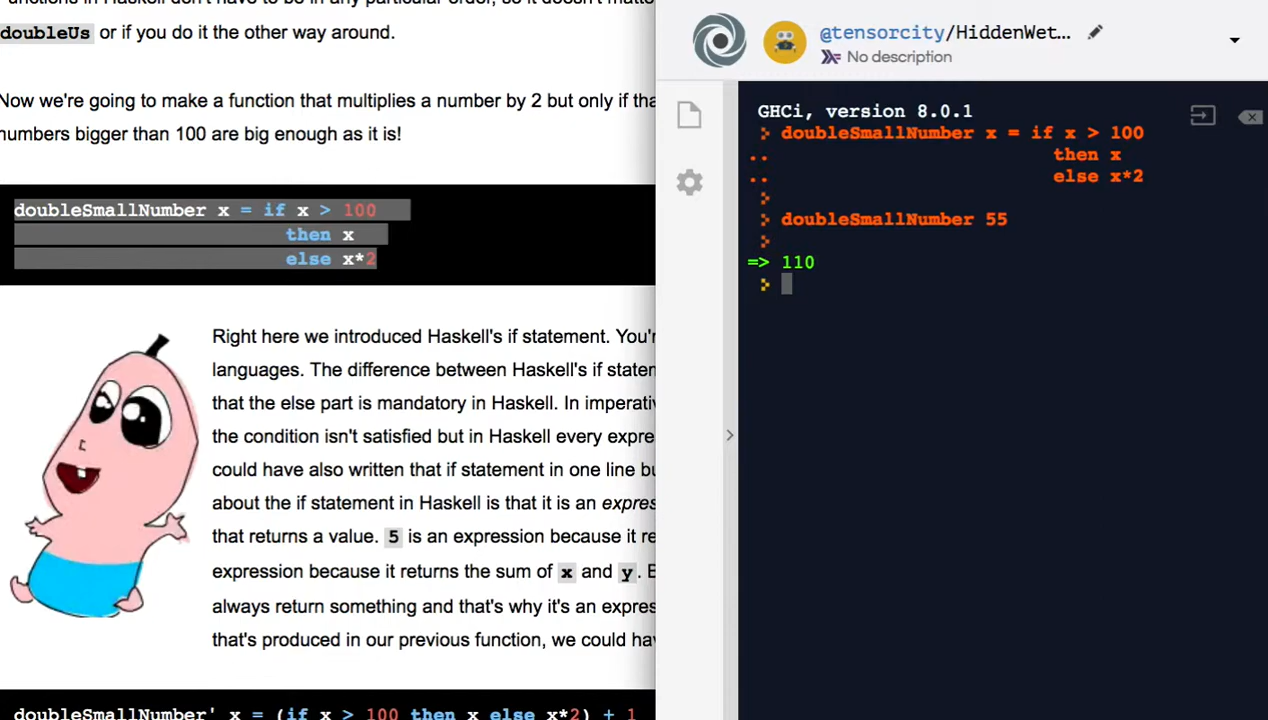 doubleUs or if you do it the other way around.
Now we're going to make a function that multiplies a number by 2 but only if tha
numbers bigger than 100 are big enough as it is!
doubleSmallNumber x = if x > 100
then x
else x*2
Right here we introduced Haskell's if statement. You'r
languages. The difference between Haskell's if staten
that the else part is mandatory in Haskell. In imperativ
the condition isn't satisfied but in Haskell every expre
could have also written that if statement in one line bu
about the if statement in Haskell is that it is an expres
that returns a value. 5 is an expression because it re
expression because it returns the sum of x and y. B
always return something and that's why it's an expres
that's produced in our previous function, we could hav
doubleSmallNumber' x = (if x > 100 then x else x*2) + 1
@tensorcity/HiddenWet...
No description
GHCi, version 8.0.1
doubleSmallNumber x = if x > 100
.. then x
.. else x*2
doubleSmallNumber 55
=> 110